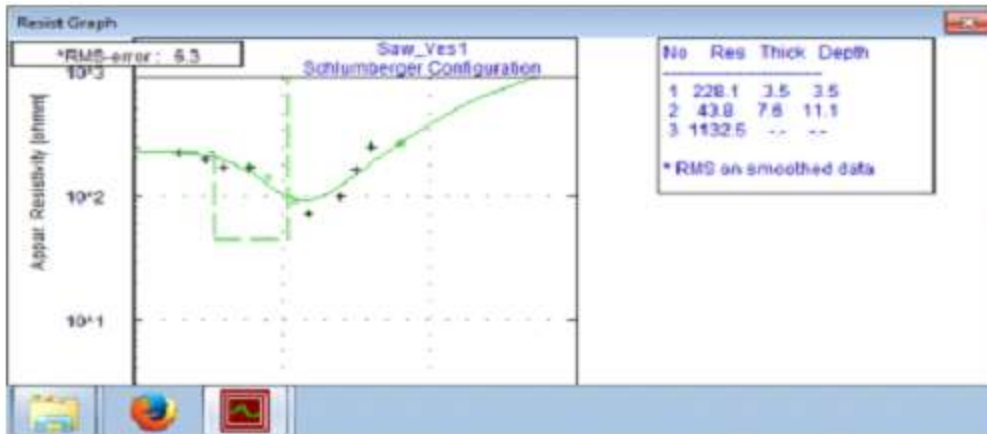 Resist Graph
*RMS-error : 6.3
Saw_Ves1
Schlumberger Configuration
10^3
10^2
10^1
Appar. Resistivity [ohmm]
No Res Thick Depth
1 228.1 3.5 3.5
2 43.8 7.6 11.1
3 1132.5 -- --
* RMS on smoothed data